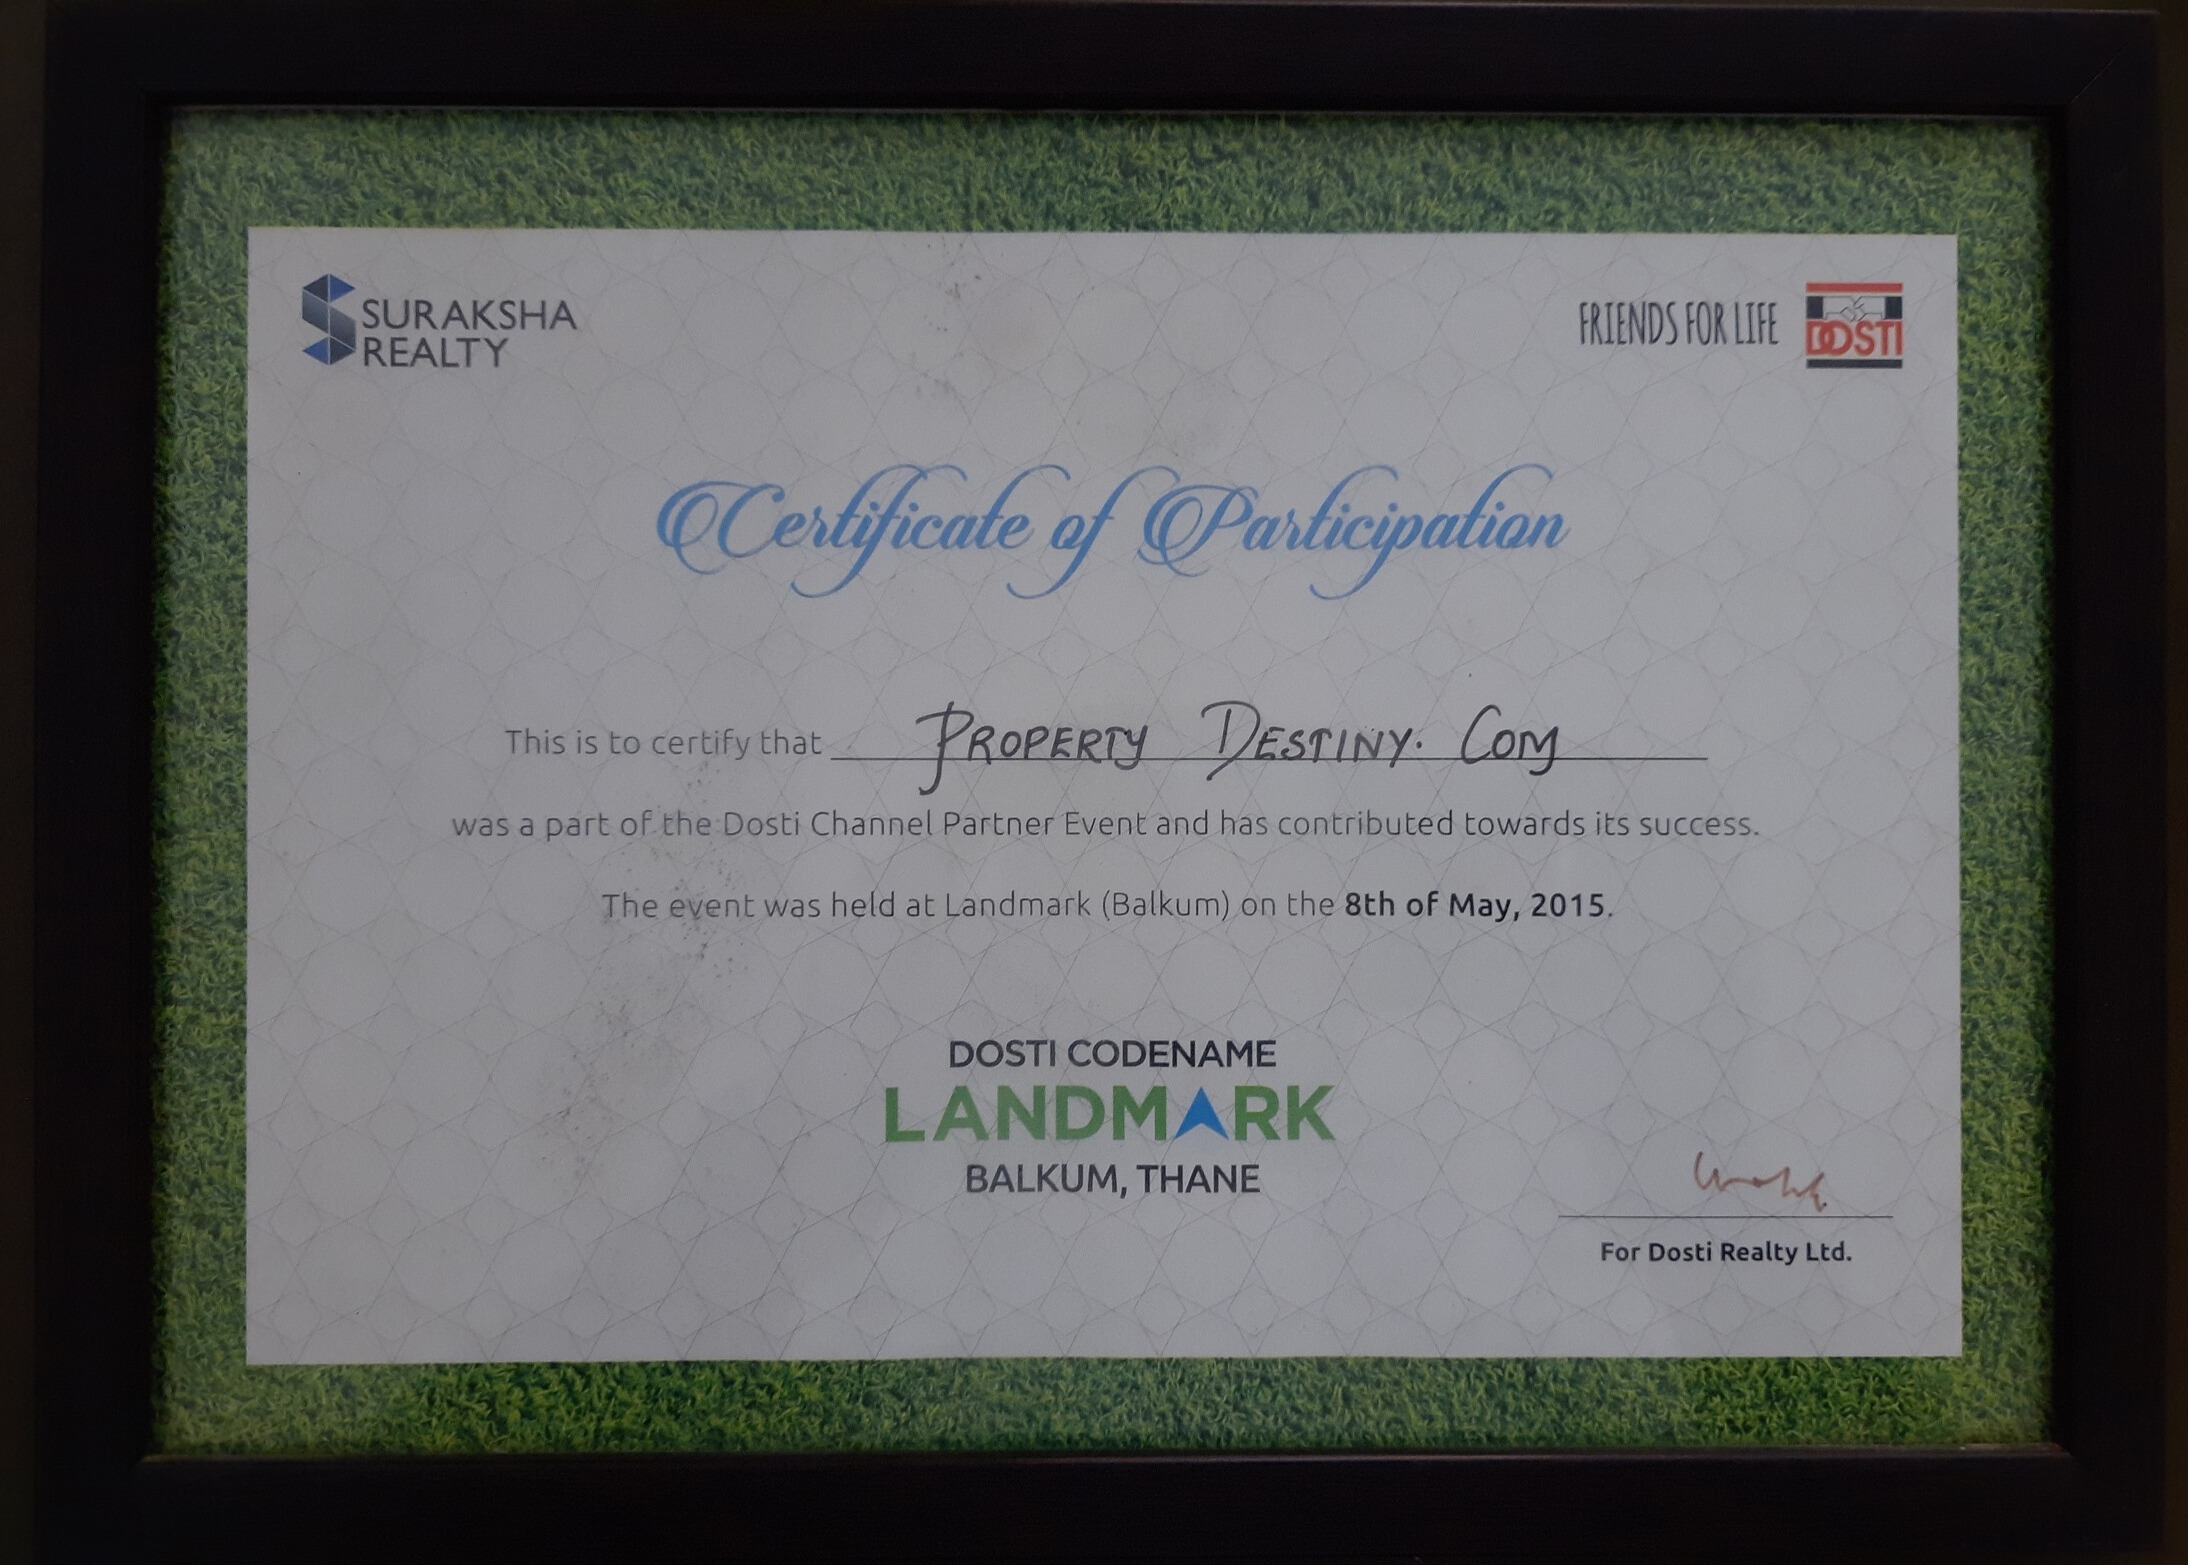 SURAKSHA
REALTY
FRIENDS FOR LIFE
DOSTI
Certificate of Participation
This is to certify that PROPERTY DESTINY. COM
was a part of the Dosti Channel Partner Event and has contributed towards its success.
The event was held at Landmark (Balkum) on the 8th of May, 2015.
DOSTI CODENAME
LANDMARK
BALKUM, THANE
For Dosti Realty Ltd.